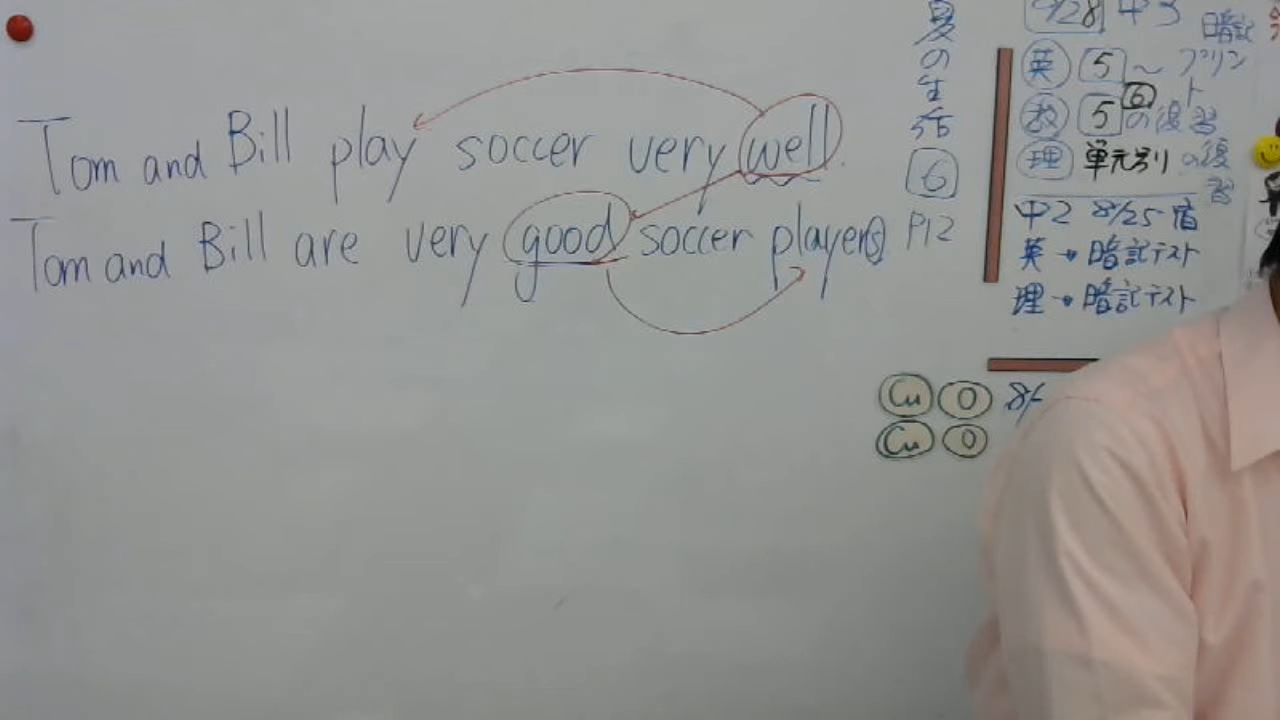 Tom and Bill play soccer very well.
Tom and Bill are very good soccer players
夏の生活
6
P12
中3
暗記
英 5 ～ プリント
5 6 の復習
理 単元別の復習
中2 8/25 宿
英 → 暗記テスト
理 → 暗記テスト
Cu O
Cu O
8/